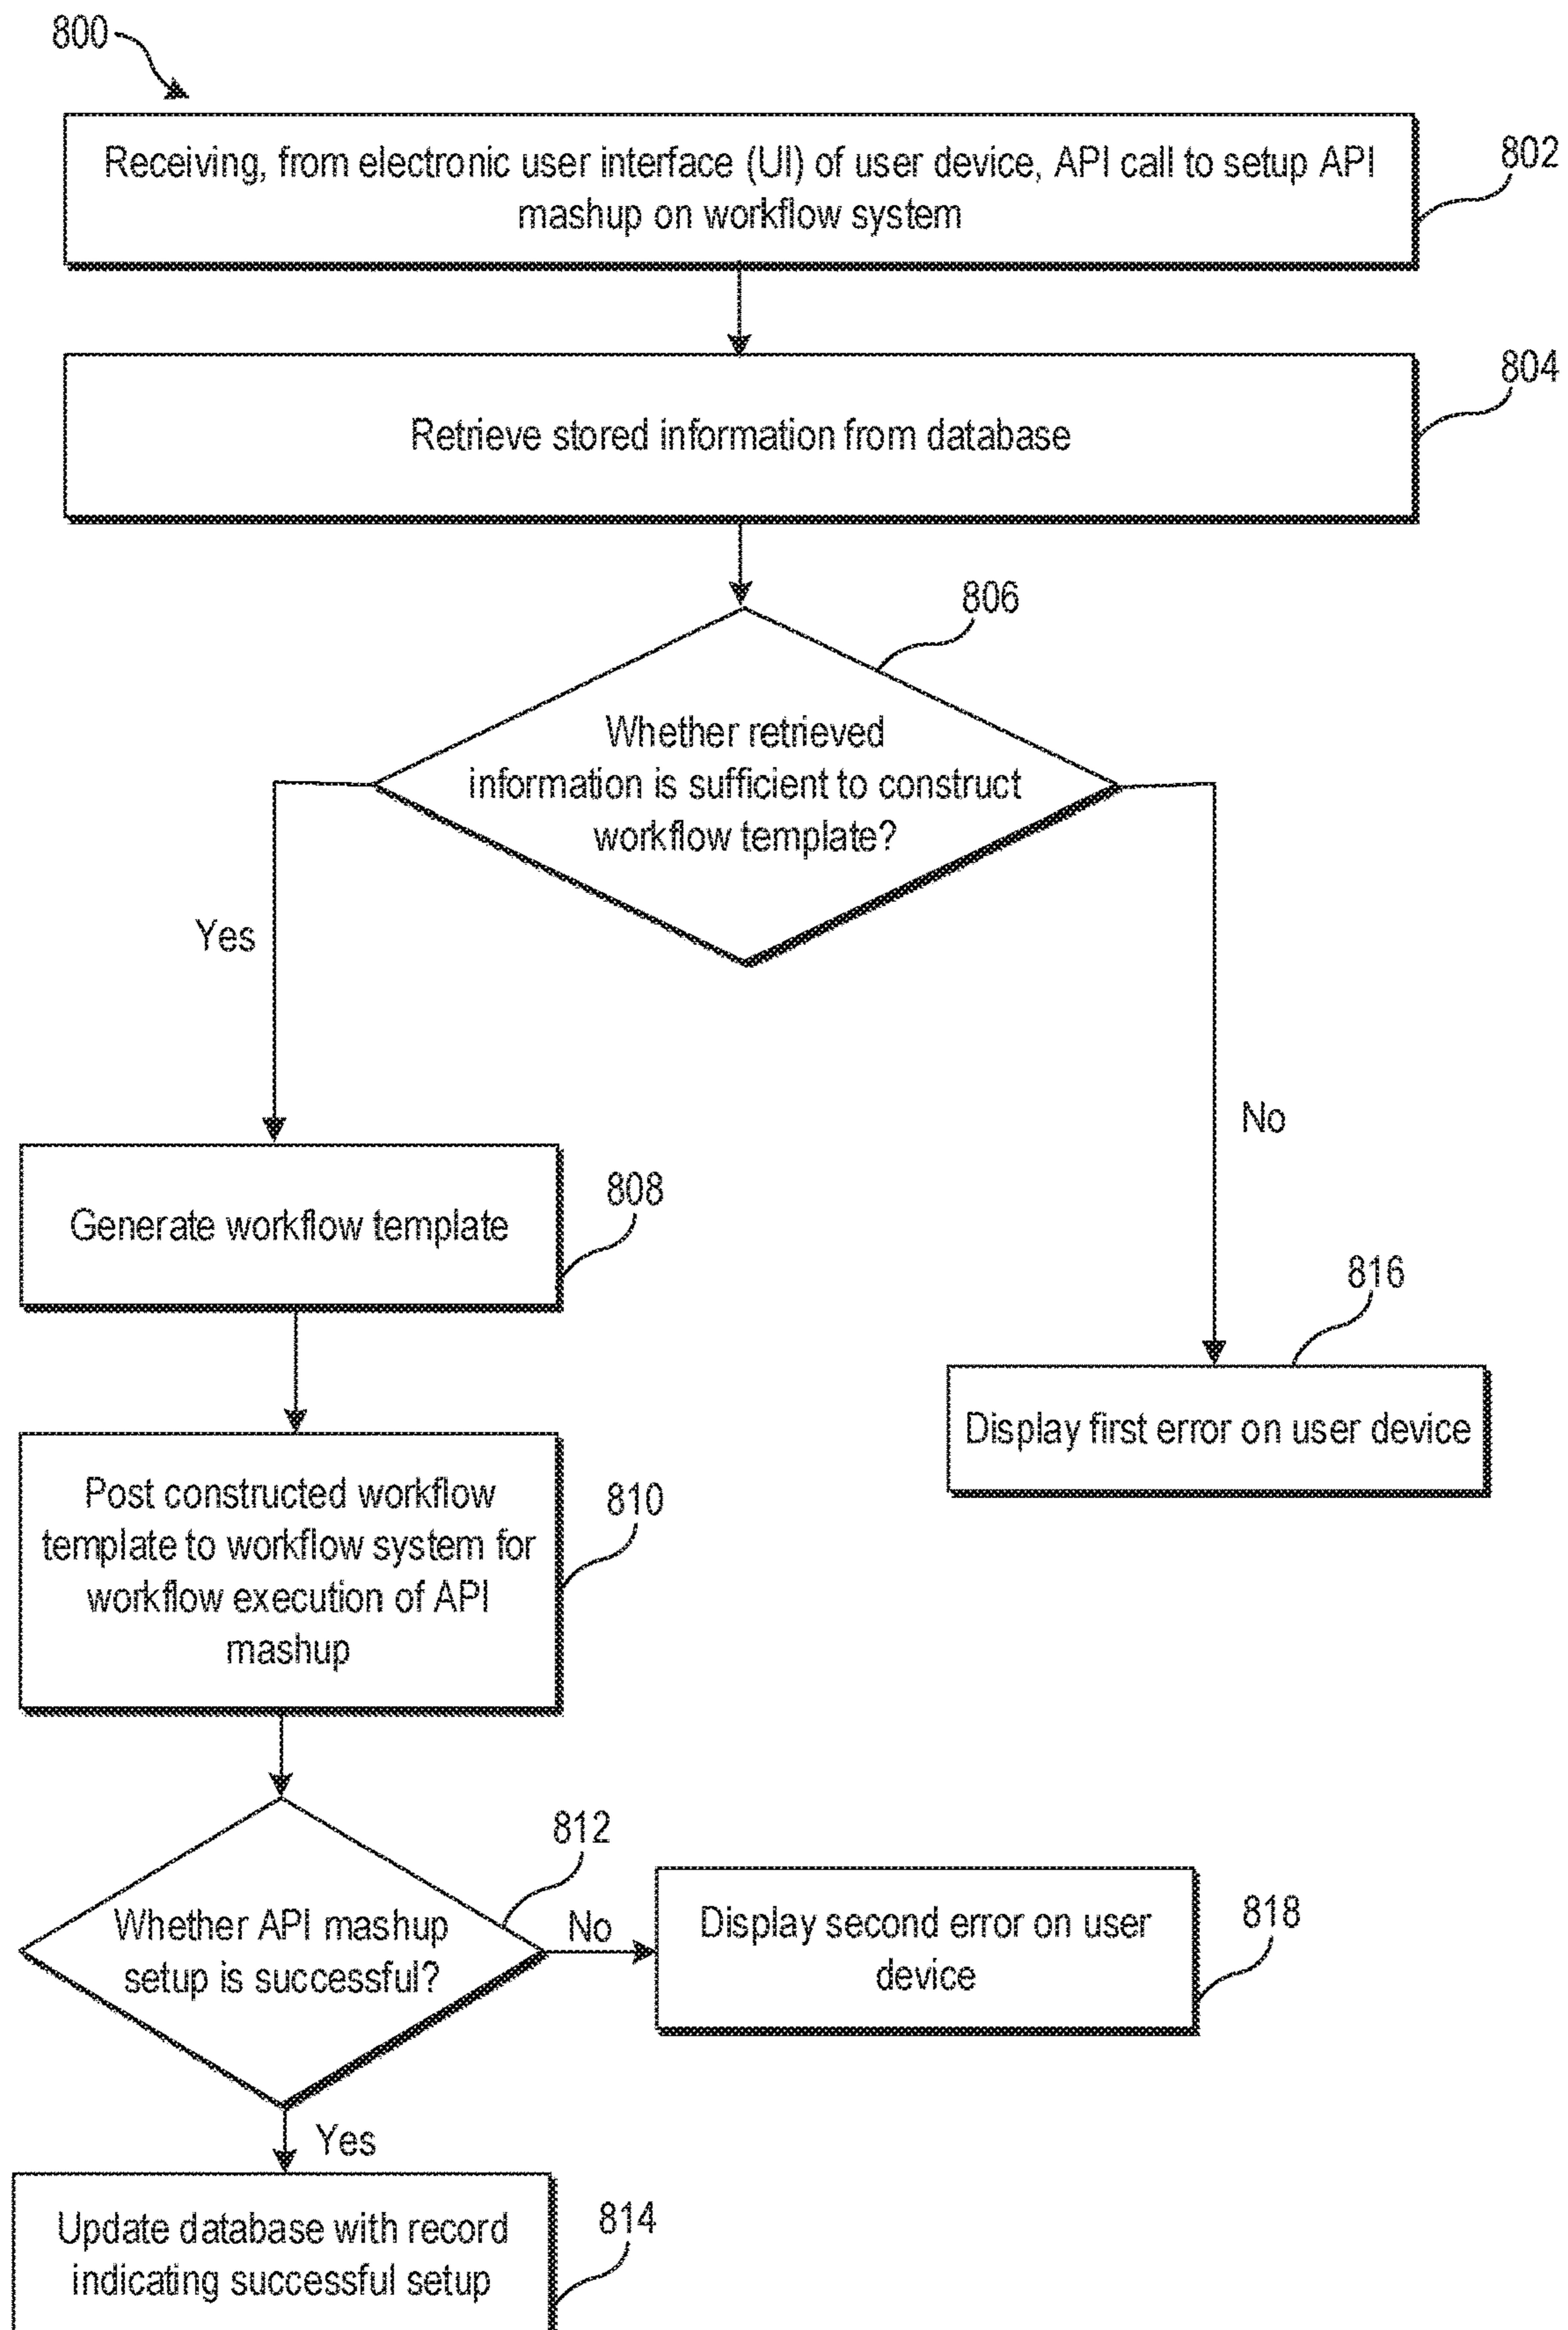 800
Receiving, from electronic user interface (UI) of user device, API call to setup API
mashup on workflow system
802
Retrieve stored information from database
804
806
Whether retrieved
information is sufficient to construct
workflow template?
Yes
No
Generate workflow template
808
816
Display first error on user device
Post constructed workflow
template to workflow system for
workflow execution of API
mashup
810
812
Whether API mashup
setup is successful?
No
Display second error on user
device
818
Yes
Update database with record
indicating successful setup
814